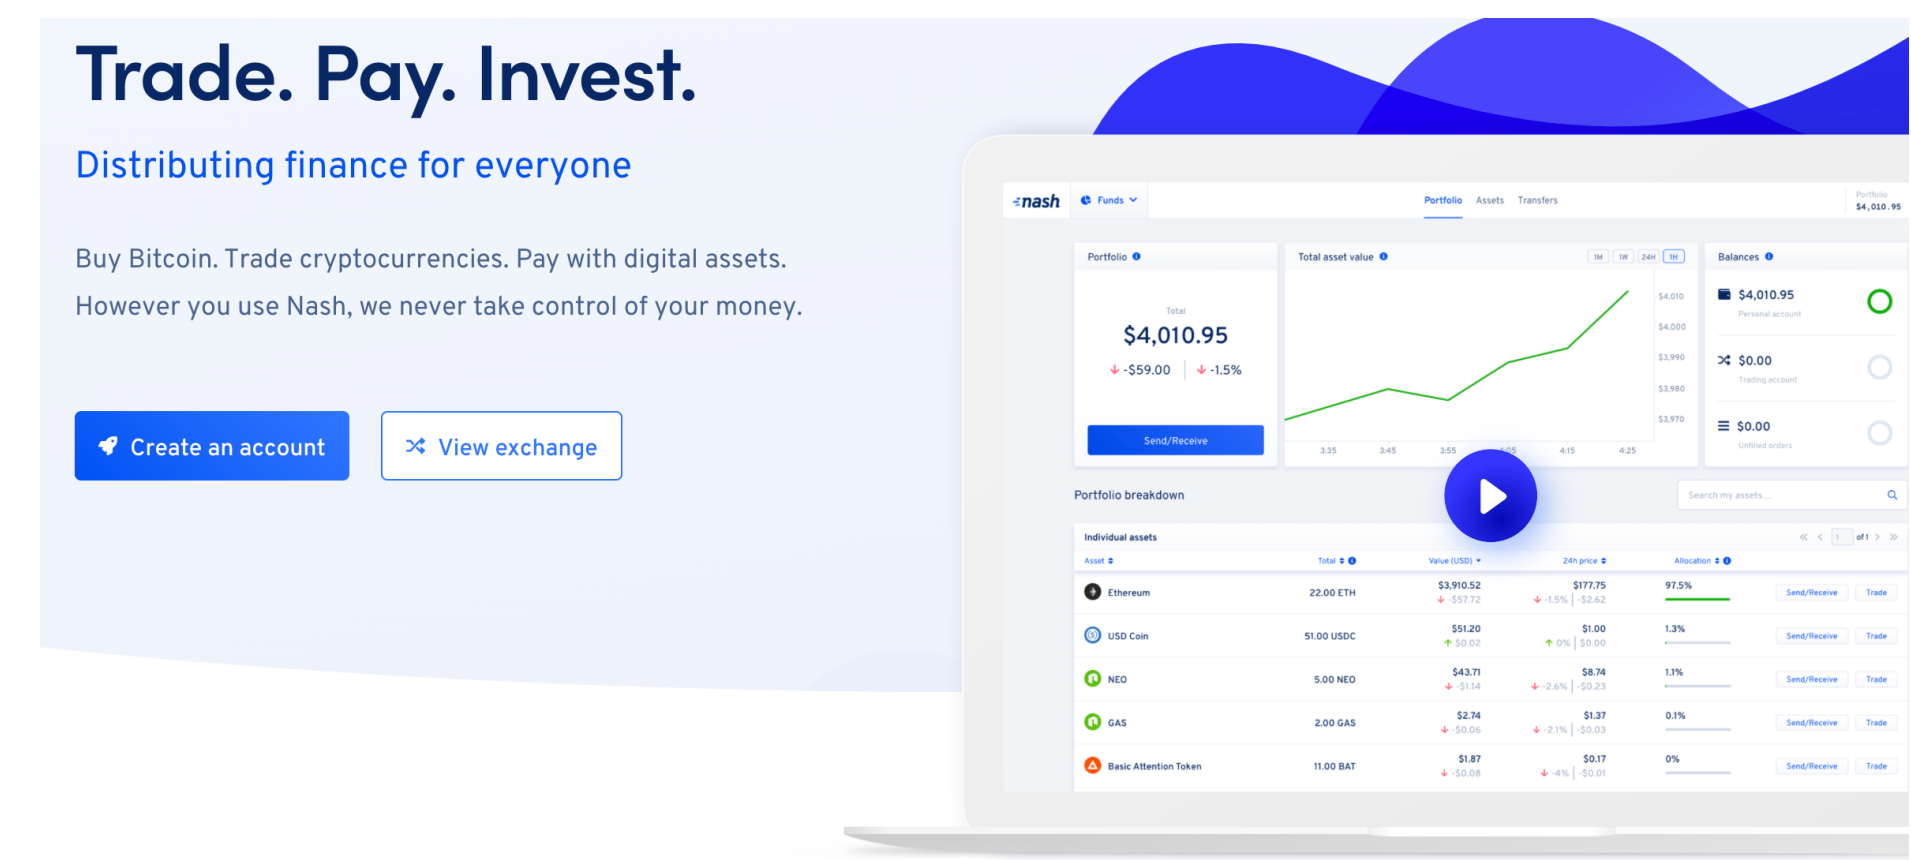 Trade. Pay. Invest.
Distributing finance for everyone
Buy Bitcoin. Trade cryptocurrencies. Pay with digital assets.
However you use Nash, we never take control of your money.
Create an account
View exchange
nash
Funds
Portfolio Assets Transfers
Portfolio
$4,010.95
Portfolio
Total
$4,010.95
-$59.00 -1.5%
Send/Receive
Total asset value
1M 1W 24H 1H
$4,010
$4,000
$3,990
$3,980
$3,970
3:35 3:45 3:55 :05 4:15 4:25
Balances
$4,010.95
Personal account
$0.00
Trading account
$0.00
Unfilled orders
Portfolio breakdown
Search my assets...
Individual assets
1 of 1
Asset Total Value (USD) 24h price Allocation
Ethereum 22.00 ETH $3,910.52 $177.75 97.5% Send/Receive Trade
-$57.72 -1.5% -$2.62
USD Coin 51.00 USDC $51.20 $1.00 1.3% Send/Receive Trade
$0.02 0% $0.00
NEO 5.00 NEO $43.71 $8.74 1.1% Send/Receive Trade
-$1.14 -2.6% -$0.23
GAS 2.00 GAS $2.74 $1.37 0.1% Send/Receive Trade
-$0.06 -2.1% -$0.03
Basic Attention Token 11.00 BAT $1.87 $0.17 0% Send/Receive Trade
-$0.08 -4% -$0.01